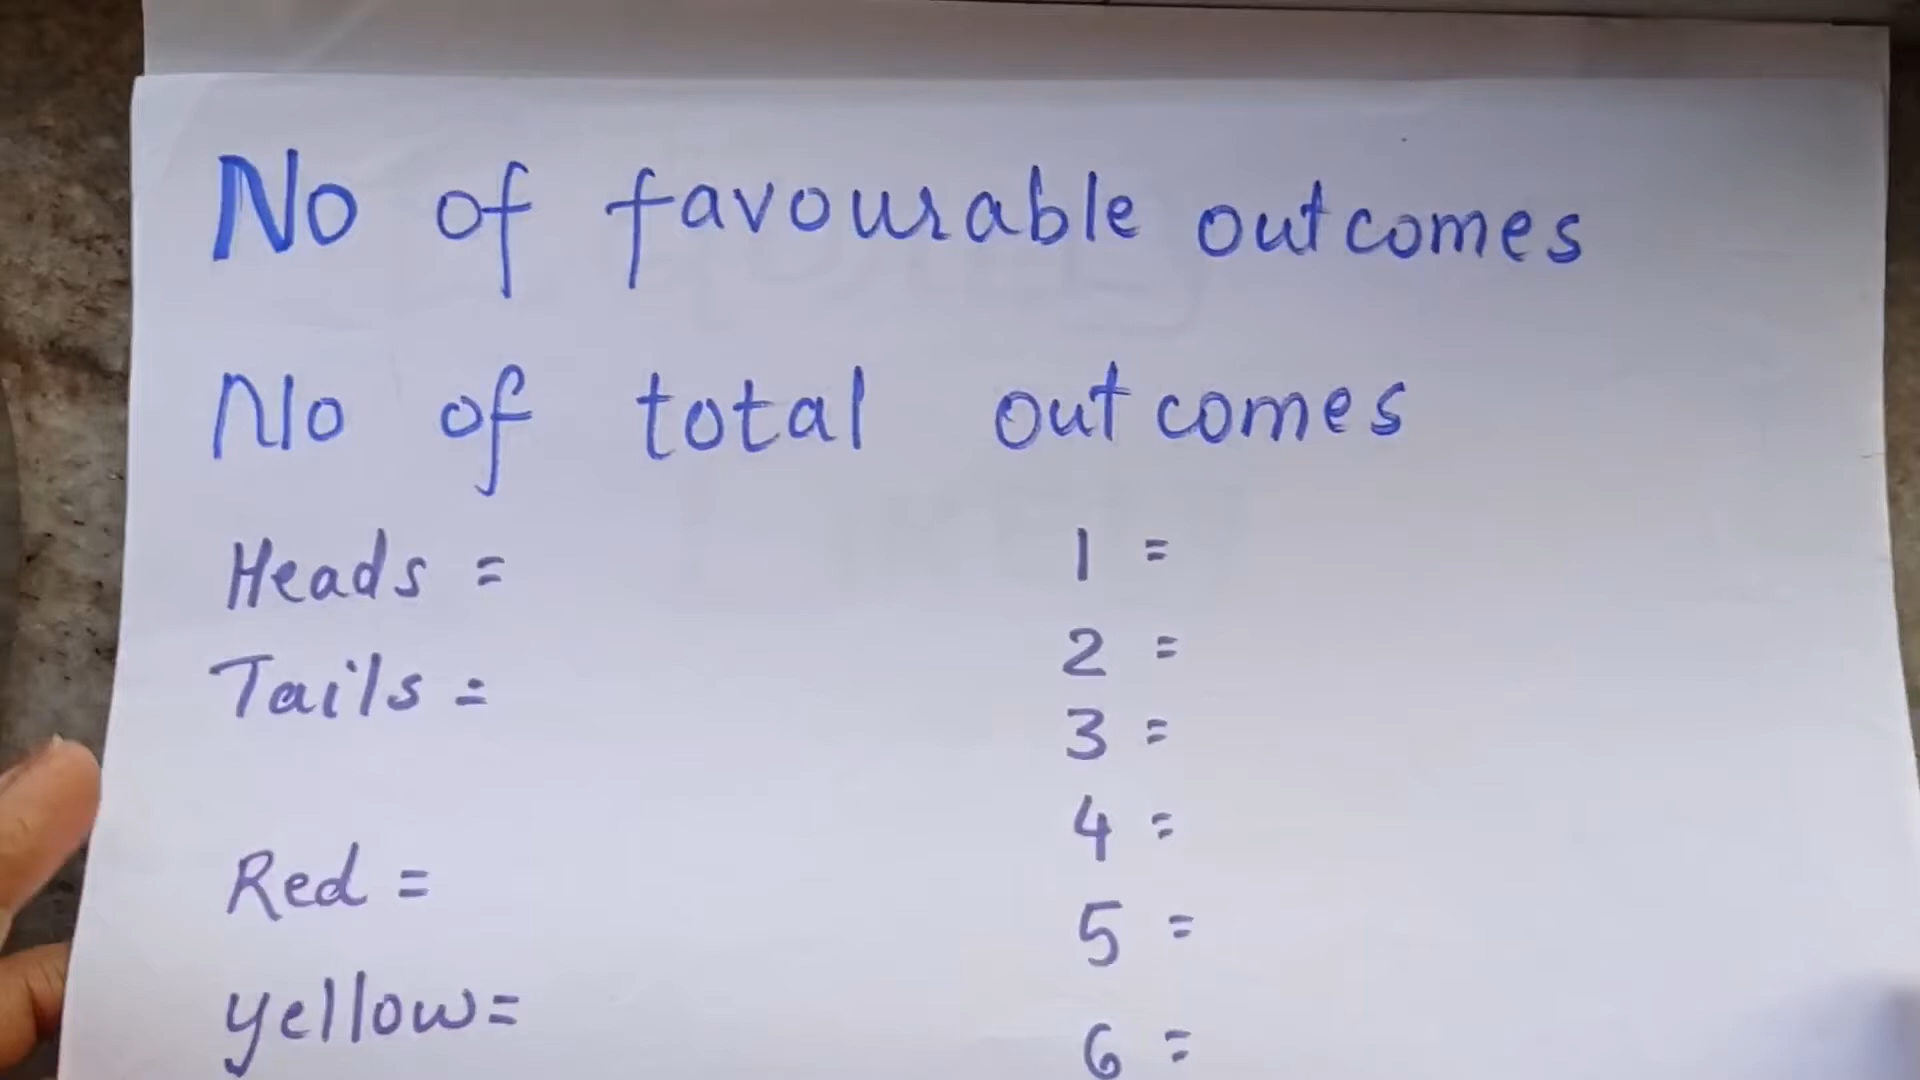 No of favourable outcomes
No of total outcomes
Heads =
Tails =
Red =
yellow=
1 =
2 =
3 =
4 =
5 =
6 =